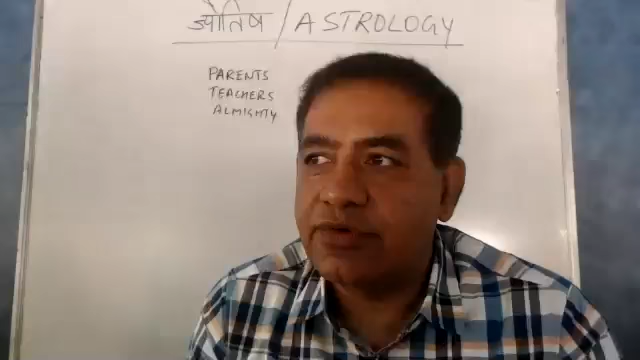 ज्योतिष / ASTROLOGY
PARENTS
TEACHERS
ALMIGHTY